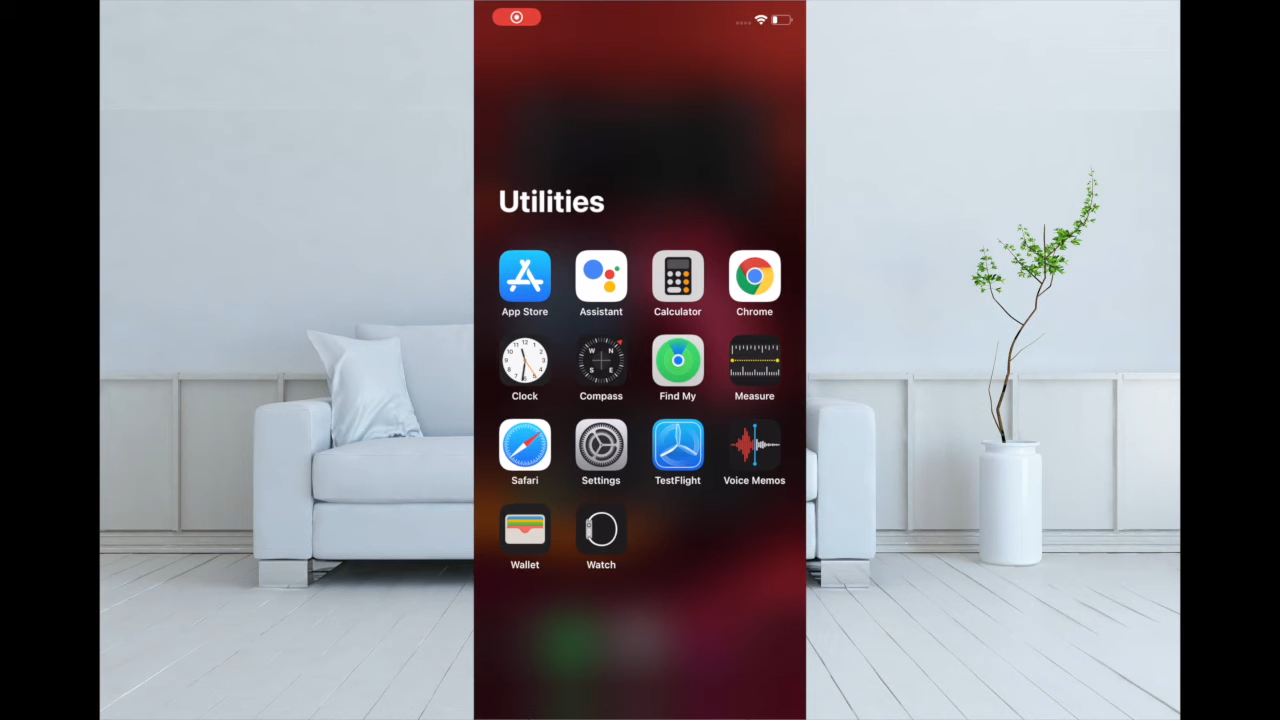 Utilities
App Store
Assistant
Calculator
Chrome
Clock
Compass
Find My
Measure
Safari
Settings
TestFlight
Voice Memos
Wallet
Watch